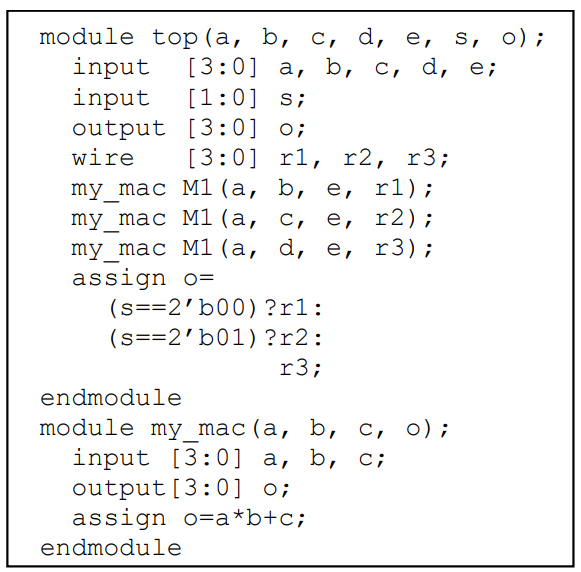 module top(a, b, c, d, e, s, o);
input [3:0] a, b, c, d, e;
input [1:0] s;
output [3:0] o;
wire [3:0] r1, r2, r3;
my_mac M1(a, b, e, r1);
my_mac M1(a, c, e, r2);
my_mac M1(a, d, e, r3);
assign o=
(s==2’b00)?r1:
(s==2’b01)?r2:
r3;
endmodule
module my_mac(a, b, c, o);
input [3:0] a, b, c;
output[3:0] o;
assign o=a*b+c;
endmodule